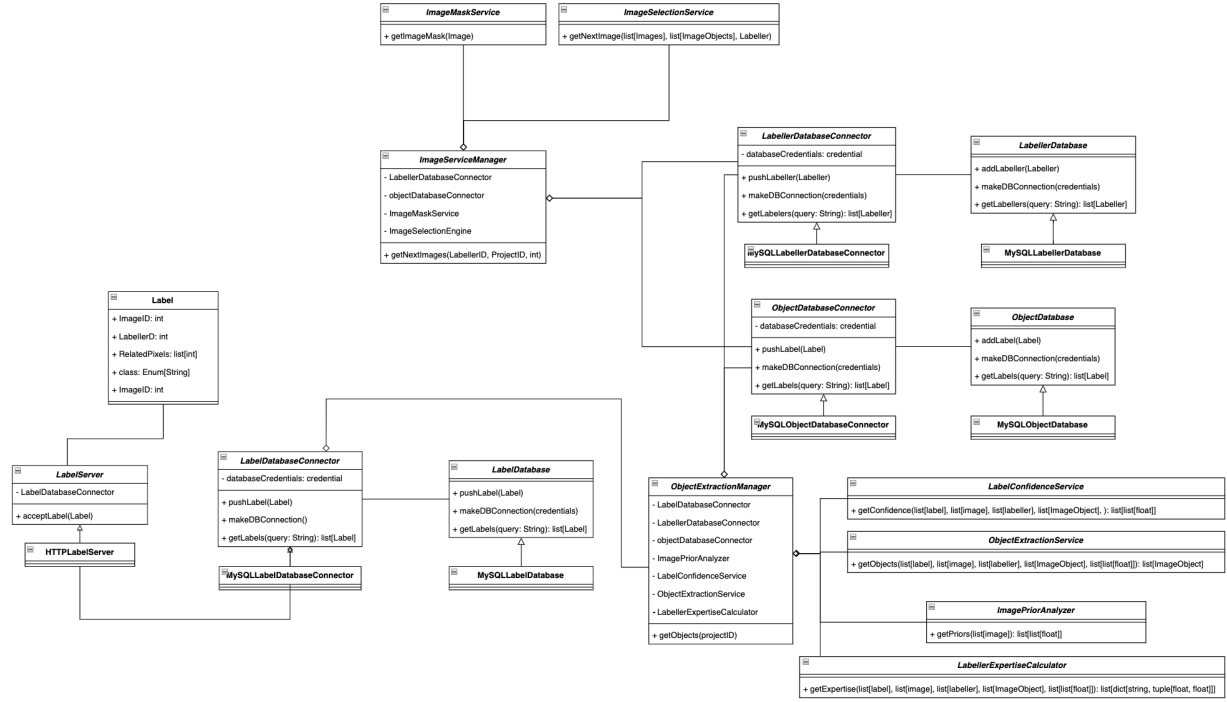 ImageMaskService
+ getImageMask(Image)
ImageSelectionService
+ getNextImage(list[Images], list[ImageObjects], Labeller)
ImageServiceManager
- LabellerDatabaseConnector
- objectDatabaseConnector
- ImageMaskService
- ImageSelectionEngine
+ getNextImages(LabellerID, ProjectID, int)
LabellerDatabaseConnector
- databaseCredentials: credential
+ pushLabeller(Labeller)
+ makeDBConnection(credentials)
+ getLabelers(query: String): list[Labeller]
MySQLLabellerDatabaseConnector
LabellerDatabase
+ addLabeller(Labeller)
+ makeDBConnection(credentials)
+ getLabellers(query: String): list[Labeller]
MySQLLabellerDatabase
Label
+ ImageID: int
+ LabellerD: int
+ RelatedPixels: list[int]
+ class: Enum[String]
+ ImageID: int
ObjectDatabaseConnector
- databaseCredentials: credential
+ pushLabel(Label)
+ makeDBConnection(credentials)
+ getLabels(query: String): list[Label]
MySQLObjectDatabaseConnector
ObjectDatabase
+ addLabel(Label)
+ makeDBConnection(credentials)
+ getLabels(query: String): list[Label]
MySQLObjectDatabase
LabelServer
- LabelDatabaseConnector
+ acceptLabel(Label)
HTTPLabelServer
LabelDatabaseConnector
- databaseCredentials: credential
+ pushLabel(Label)
+ makeDBConnection()
+ getLabels(query: String): list[Label]
MySQLLabelDatabaseConnector
LabelDatabase
+ pushLabel(Label)
+ makeDBConnection(credentials)
+ getLabels(query: String): list[Label]
MySQLLabelDatabase
ObjectExtractionManager
- LabelDatabaseConnector
- LabellerDatabaseConnector
- objectDatabaseConnector
- ImagePriorAnalyzer
- LabelConfidenceService
- ObjectExtractionService
- LabellerExpertiseCalculator
+ getObjects(projectID)
LabelConfidenceService
+ getConfidence(list[label], list[image], list[labeller], list[ImageObject], ): list[list[float]]
ObjectExtractionService
+ getObjects(list[label], list[image], list[labeller], list[ImageObject], list[list[float]]): list[ImageObject]
ImagePriorAnalyzer
+ getPriors(list[image]): list[list[float]]
LabellerExpertiseCalculator
+ getExpertise(list[label], list[image], list[labeller], list[ImageObject], list[list[float]]): list[dict[string, tuple[float, float]]]